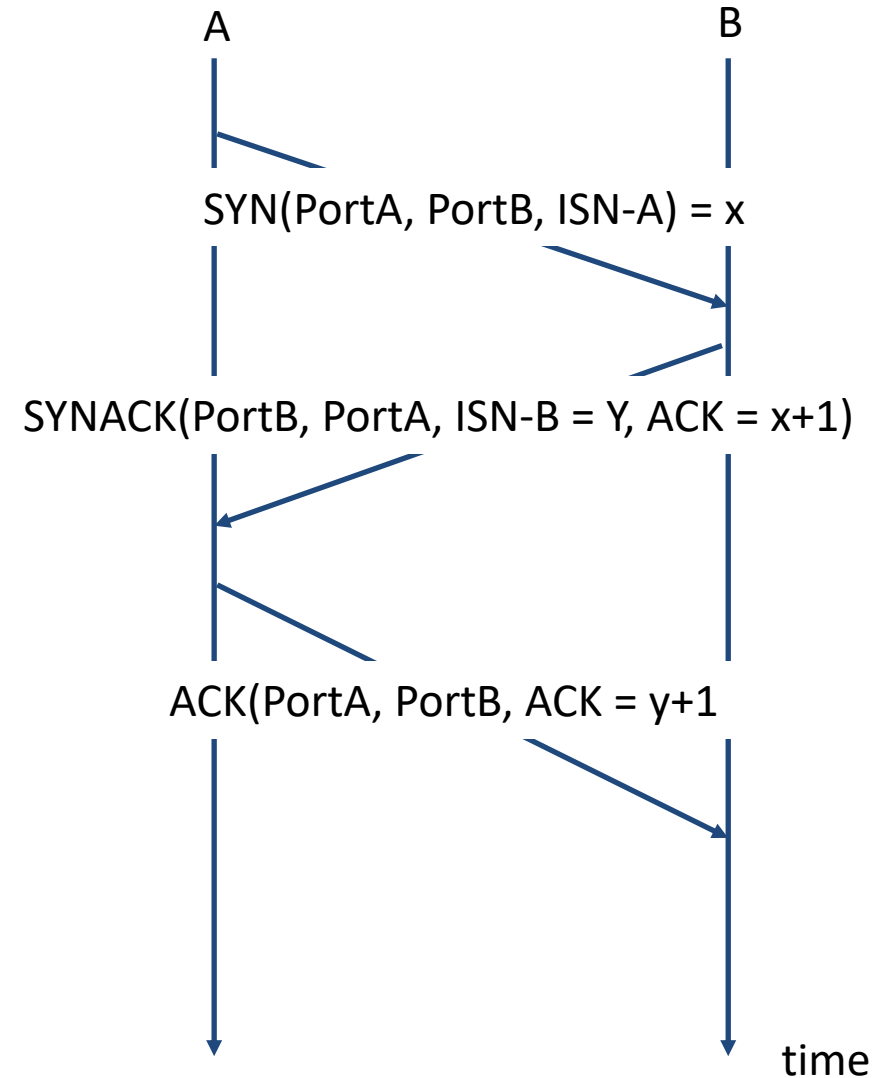 A
B
SYN(PortA, PortB, ISN-A) = x
SYNACK(PortB, PortA, ISN-B = Y, ACK = x+1)
ACK(PortA, PortB, ACK = y+1
time